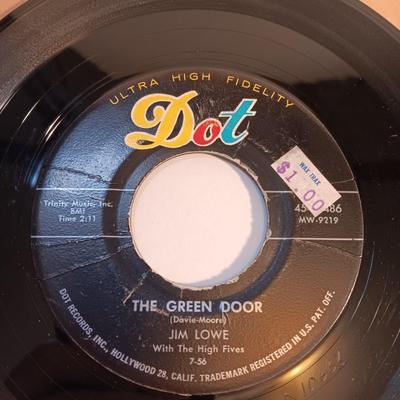 ULTRA HIGH FIDELITY
Dot
WAX TRAX
$1.00
Trinity Music, Inc.
BMI
Time 2:11
MW-9219
THE GREEN DOOR
(Davie-Moore)
JIM LOWE
With The High Fives
7-56
DOT RECORDS, INC., HOLLYWOOD 28, CALIF. TRADEMARK REGISTERED IN U.S. PAT. OFF.